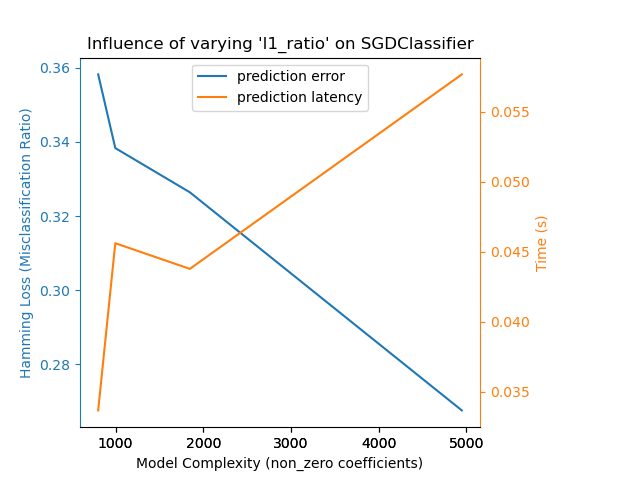 Influence of varying 'l1_ratio' on SGDClassifier
prediction error
prediction latency
Hamming Loss (Misclassification Ratio)
0.36
0.34
0.32
0.30
0.28
0.055
0.050
0.045
0.040
0.035
Time (s)
1000 2000 3000 4000 5000
Model Complexity (non_zero coefficients)